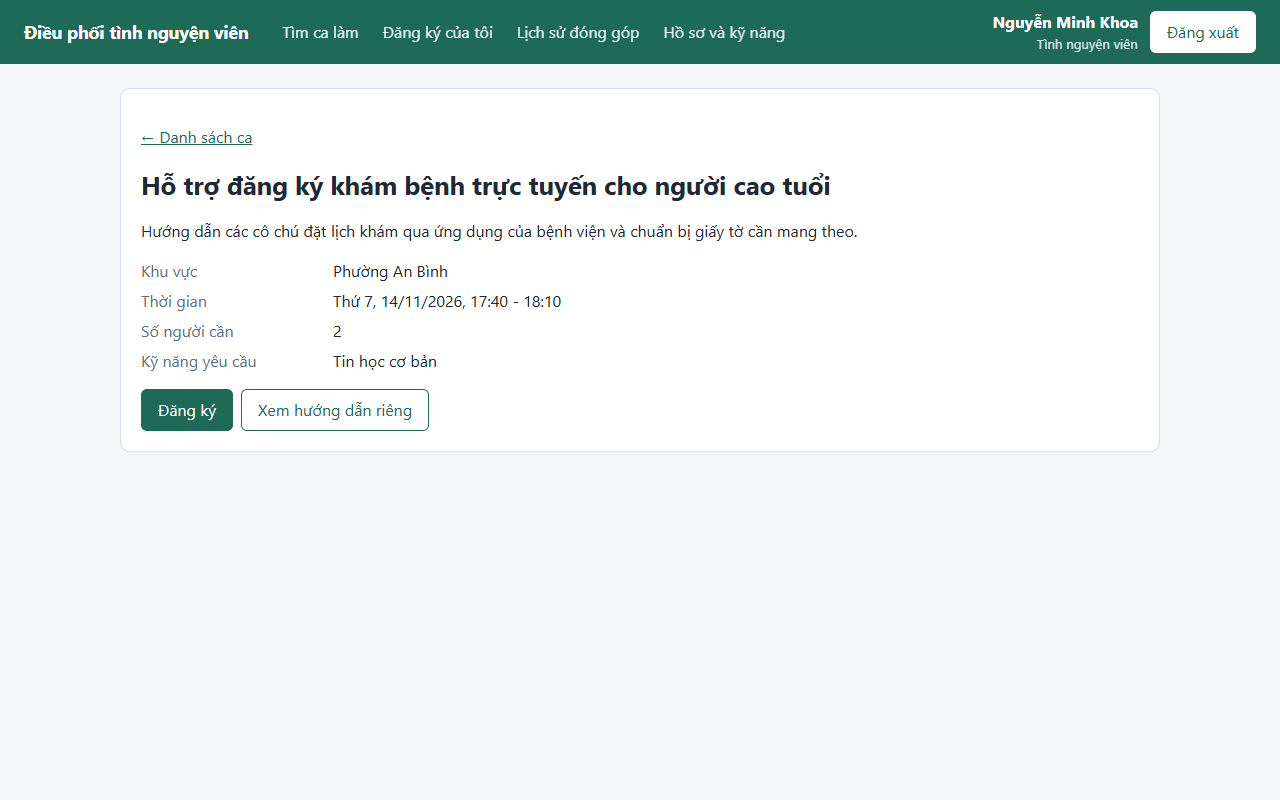 Điều phối tình nguyện viên
Tìm ca làm
Đăng ký của tôi
Lịch sử đóng góp
Hồ sơ và kỹ năng
Nguyễn Minh Khoa
Tình nguyện viên
Đăng xuất
← Danh sách ca
Hỗ trợ đăng ký khám bệnh trực tuyến cho người cao tuổi
Hướng dẫn các cô chú đặt lịch khám qua ứng dụng của bệnh viện và chuẩn bị giấy tờ cần mang theo.
Khu vực Phường An Bình
Thời gian Thứ 7, 14/11/2026, 17:40 - 18:10
Số người cần 2
Kỹ năng yêu cầu Tin học cơ bản
Đăng ký
Xem hướng dẫn riêng